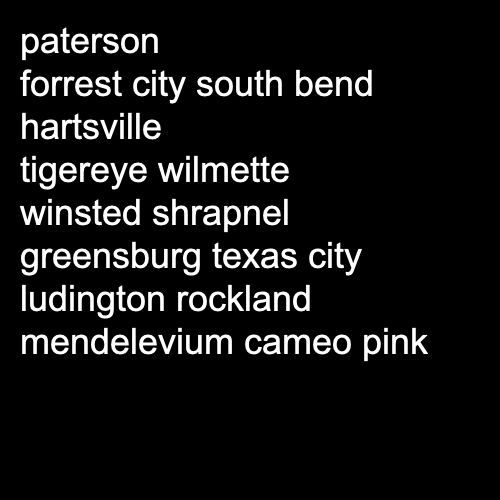 paterson
forrest city south bend
hartsville
tigereye wilmette
winsted shrapnel
greensburg texas city
ludington rockland
mendelevium cameo pink